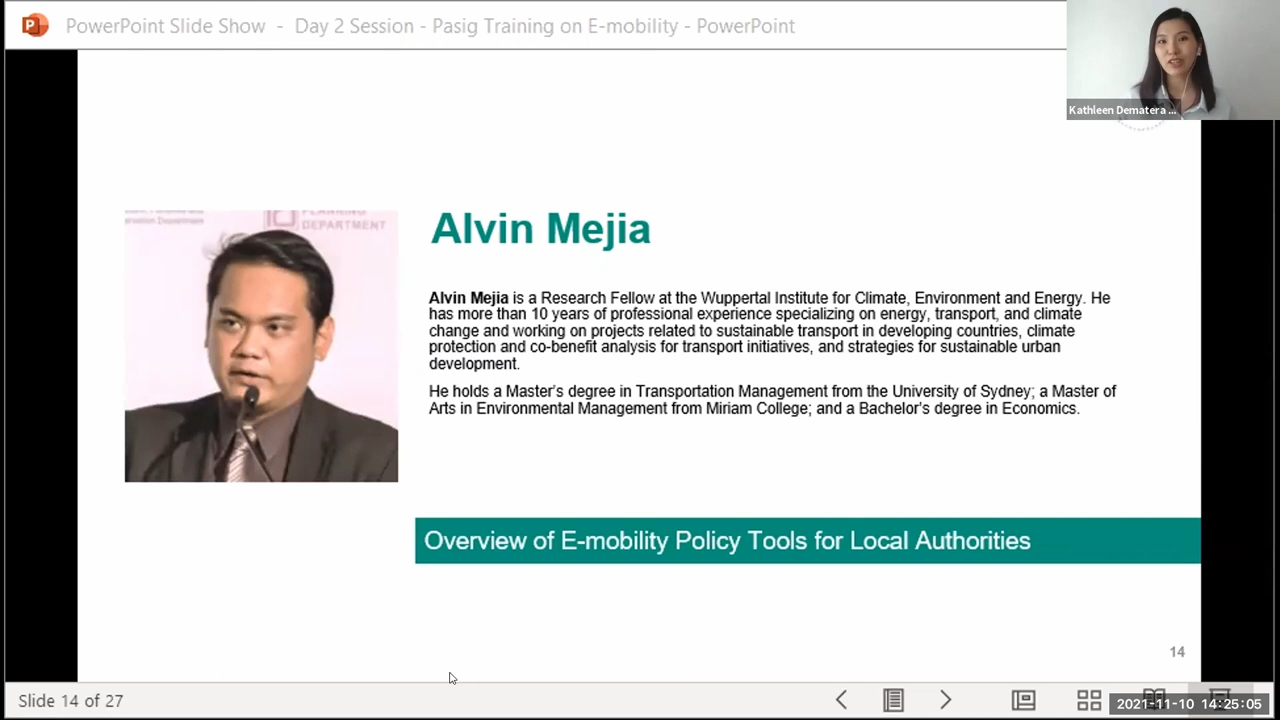 PowerPoint Slide Show - Day 2 Session - Pasig Training on E-mobility - PowerPoint
Kathleen Dematera ...
PLANNING
DEPARTMENT
Alvin Mejia
Alvin Mejia is a Research Fellow at the Wuppertal Institute for Climate, Environment and Energy. He
has more than 10 years of professional experience specializing on energy, transport, and climate
change and working on projects related to sustainable transport in developing countries, climate
protection and co-benefit analysis for transport initiatives, and strategies for sustainable urban
development.
He holds a Master's degree in Transportation Management from the University of Sydney; a Master of
Arts in Environmental Management from Miriam College; and a Bachelor's degree in Economics.
Overview of E-mobility Policy Tools for Local Authorities
14
Slide 14 of 27
2021-11-10 14:25:05